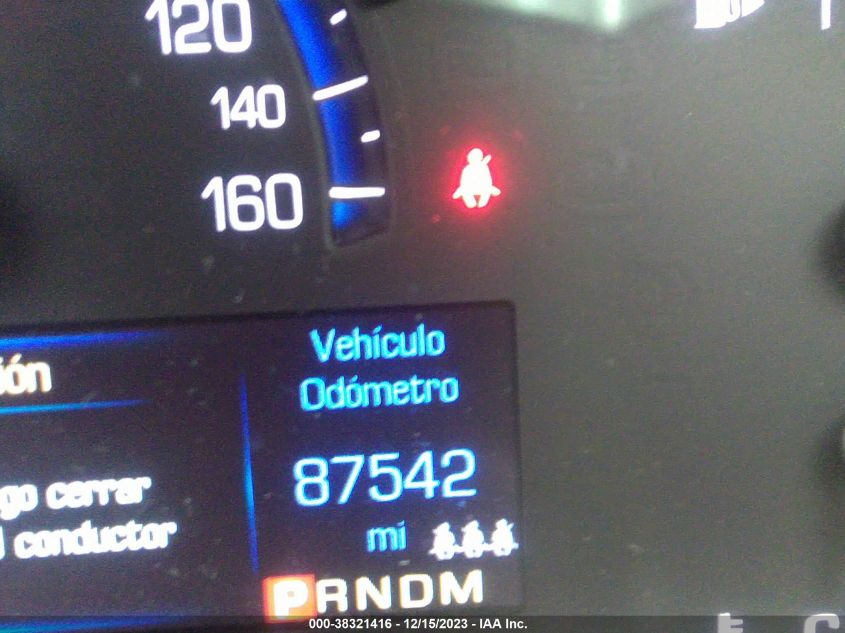 120
140
160
Vehículo
Odómetro
ión
87542
go cerrar
mi
conductor
PRNDM
000-38321416 - 12/15/2023 - IAA Inc.